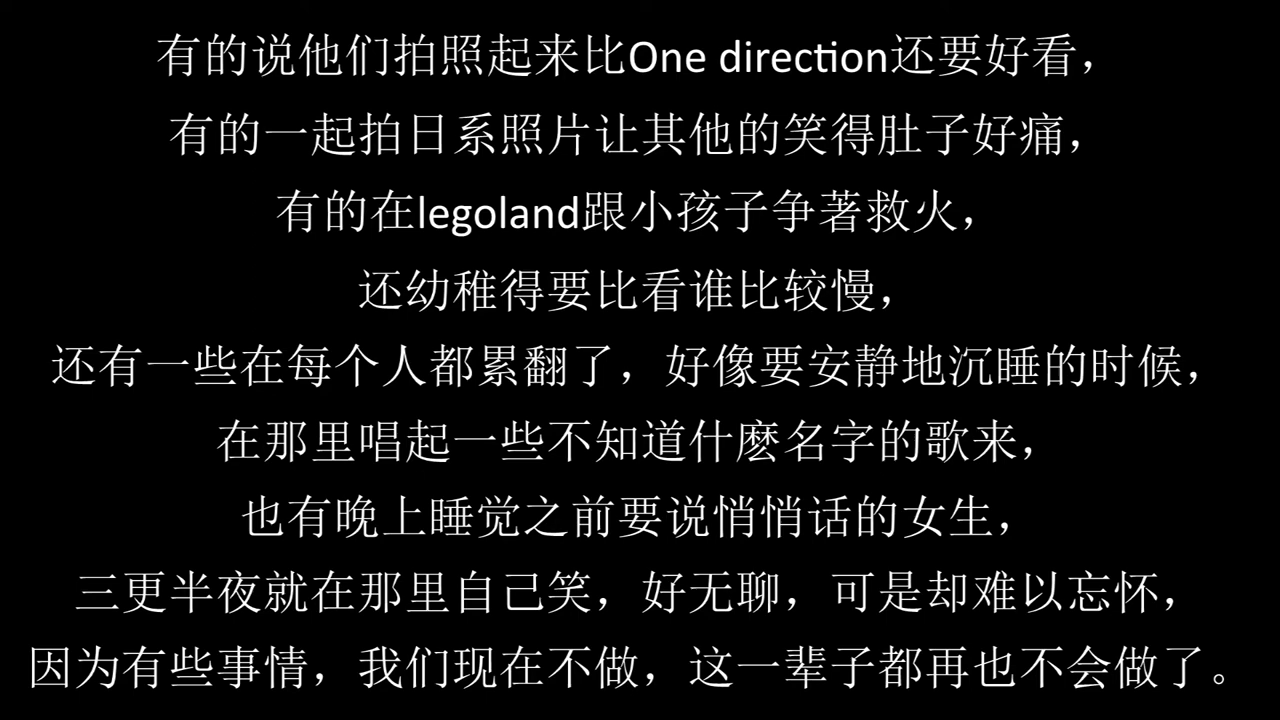 有的说他们拍照起来比One direction还要好看，
有的一起拍日系照片让其他的笑得肚子好痛，
有的在legoland跟小孩子争著救火，
还幼稚得要比看谁比较慢，
还有一些在每个人都累翻了，好像要安静地沉睡的时候，
在那里唱起一些不知道什麽名字的歌来，
也有晚上睡觉之前要说悄悄话的女生，
三更半夜就在那里自己笑，好无聊，可是却难以忘怀，
因为有些事情，我们现在不做，这一辈子都再也不会做了。